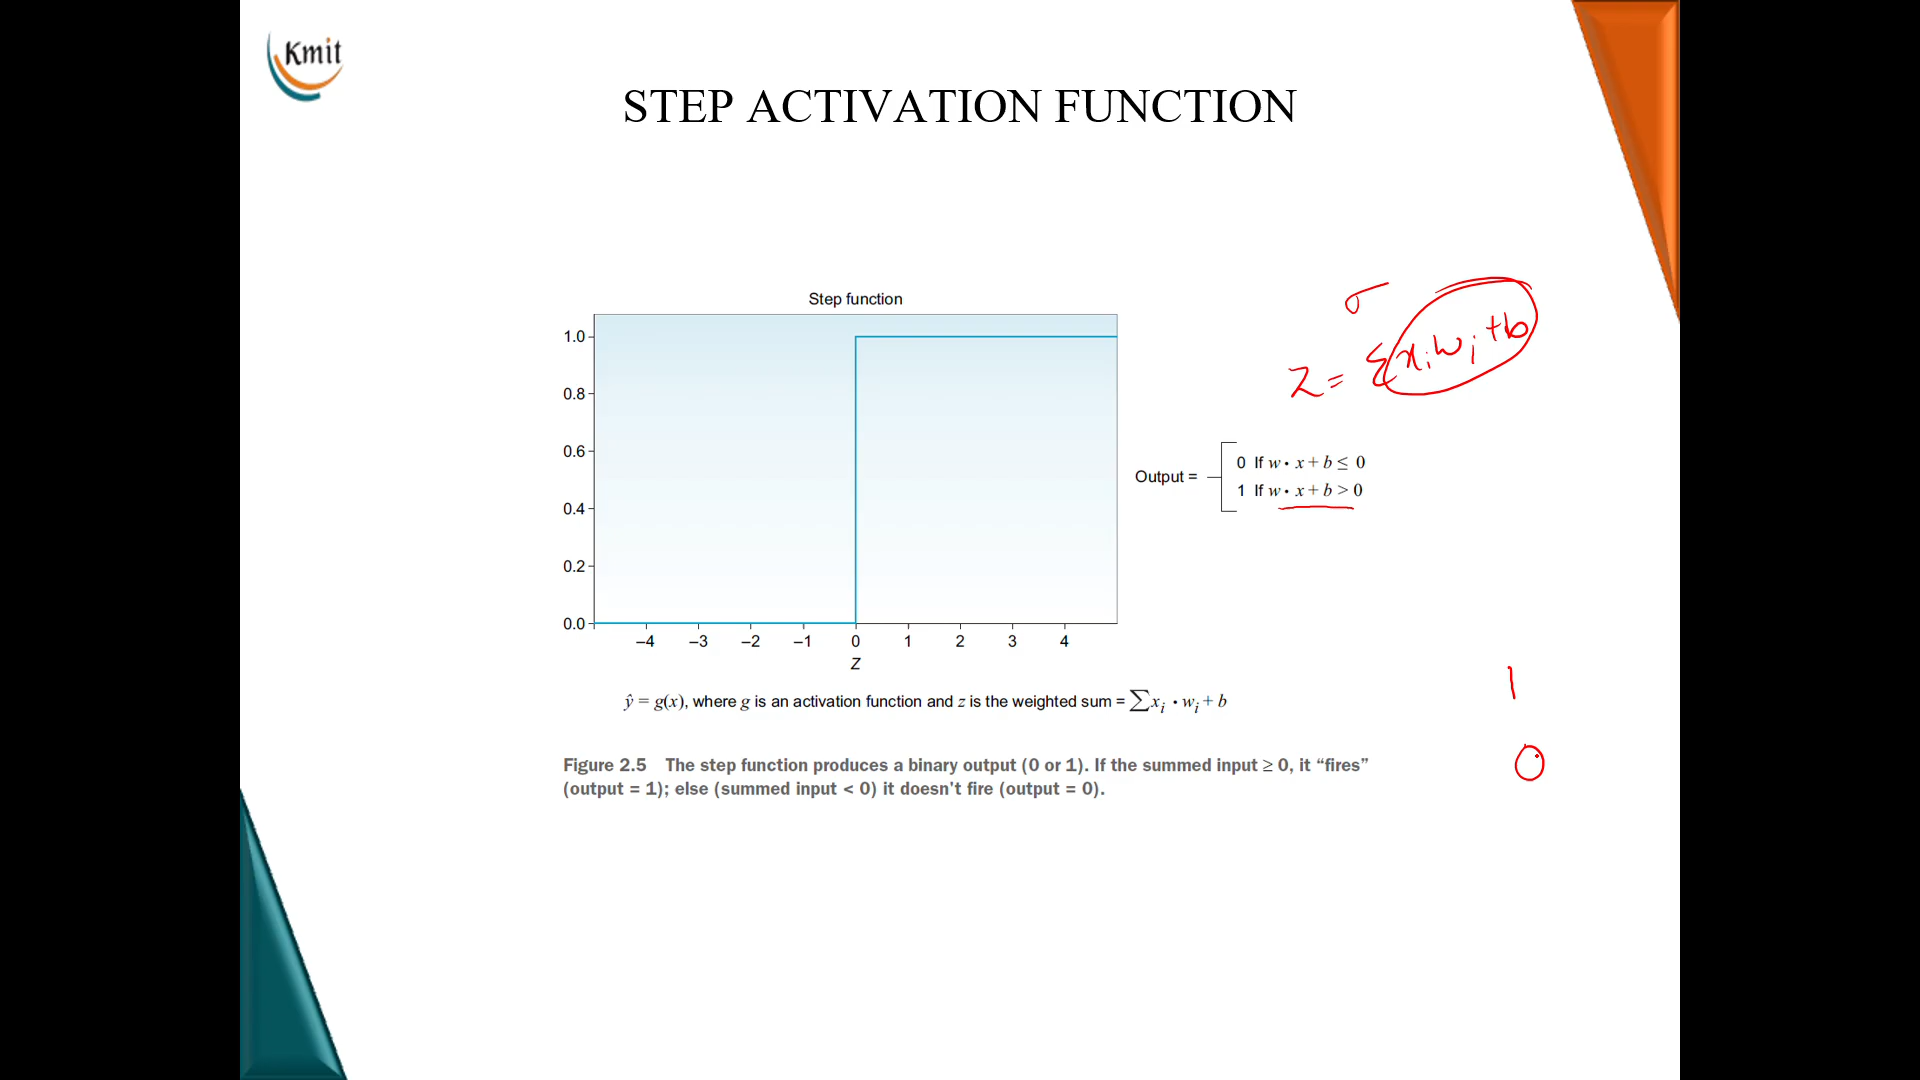 Kmit
STEP ACTIVATION FUNCTION
Step function
1.0
0.8
0.6
0.4
0.2
0.0
–4 –3 –2 –1 0 1 2 3 4
Z
σ
Z = Σxᵢwᵢ+b
Output =
0 If w · x + b ≤ 0
1 If w · x + b > 0
ŷ = g(x), where g is an activation function and z is the weighted sum = ∑xᵢ · wᵢ + b
1
0
Figure 2.5 The step function produces a binary output (0 or 1). If the summed input ≥ 0, it “fires”
(output = 1); else (summed input < 0) it doesn’t fire (output = 0).